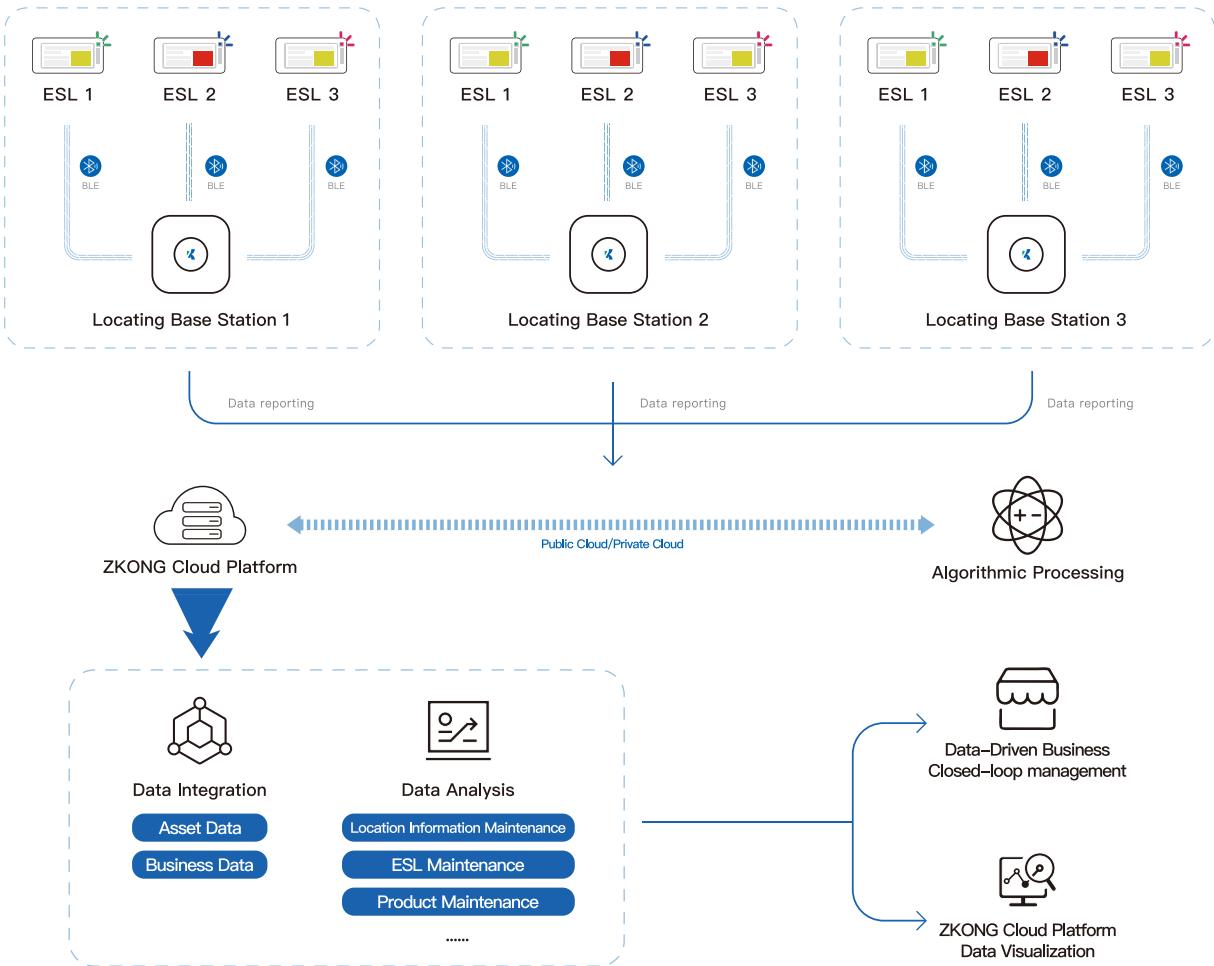 ESL 1
ESL 2
ESL 3
BLE
BLE
BLE
Locating Base Station 1
ESL 1
ESL 2
ESL 3
BLE
BLE
BLE
Locating Base Station 2
ESL 1
ESL 2
ESL 3
BLE
BLE
BLE
Locating Base Station 3
Data reporting
Data reporting
Data reporting
ZKONG Cloud Platform
Public Cloud/Private Cloud
Algorithmic Processing
Data Integration
Asset Data
Business Data
Data Analysis
Location Information Maintenance
ESL Maintenance
Product Maintenance
......
Data-Driven Business
Closed-loop management
ZKONG Cloud Platform
Data Visualization